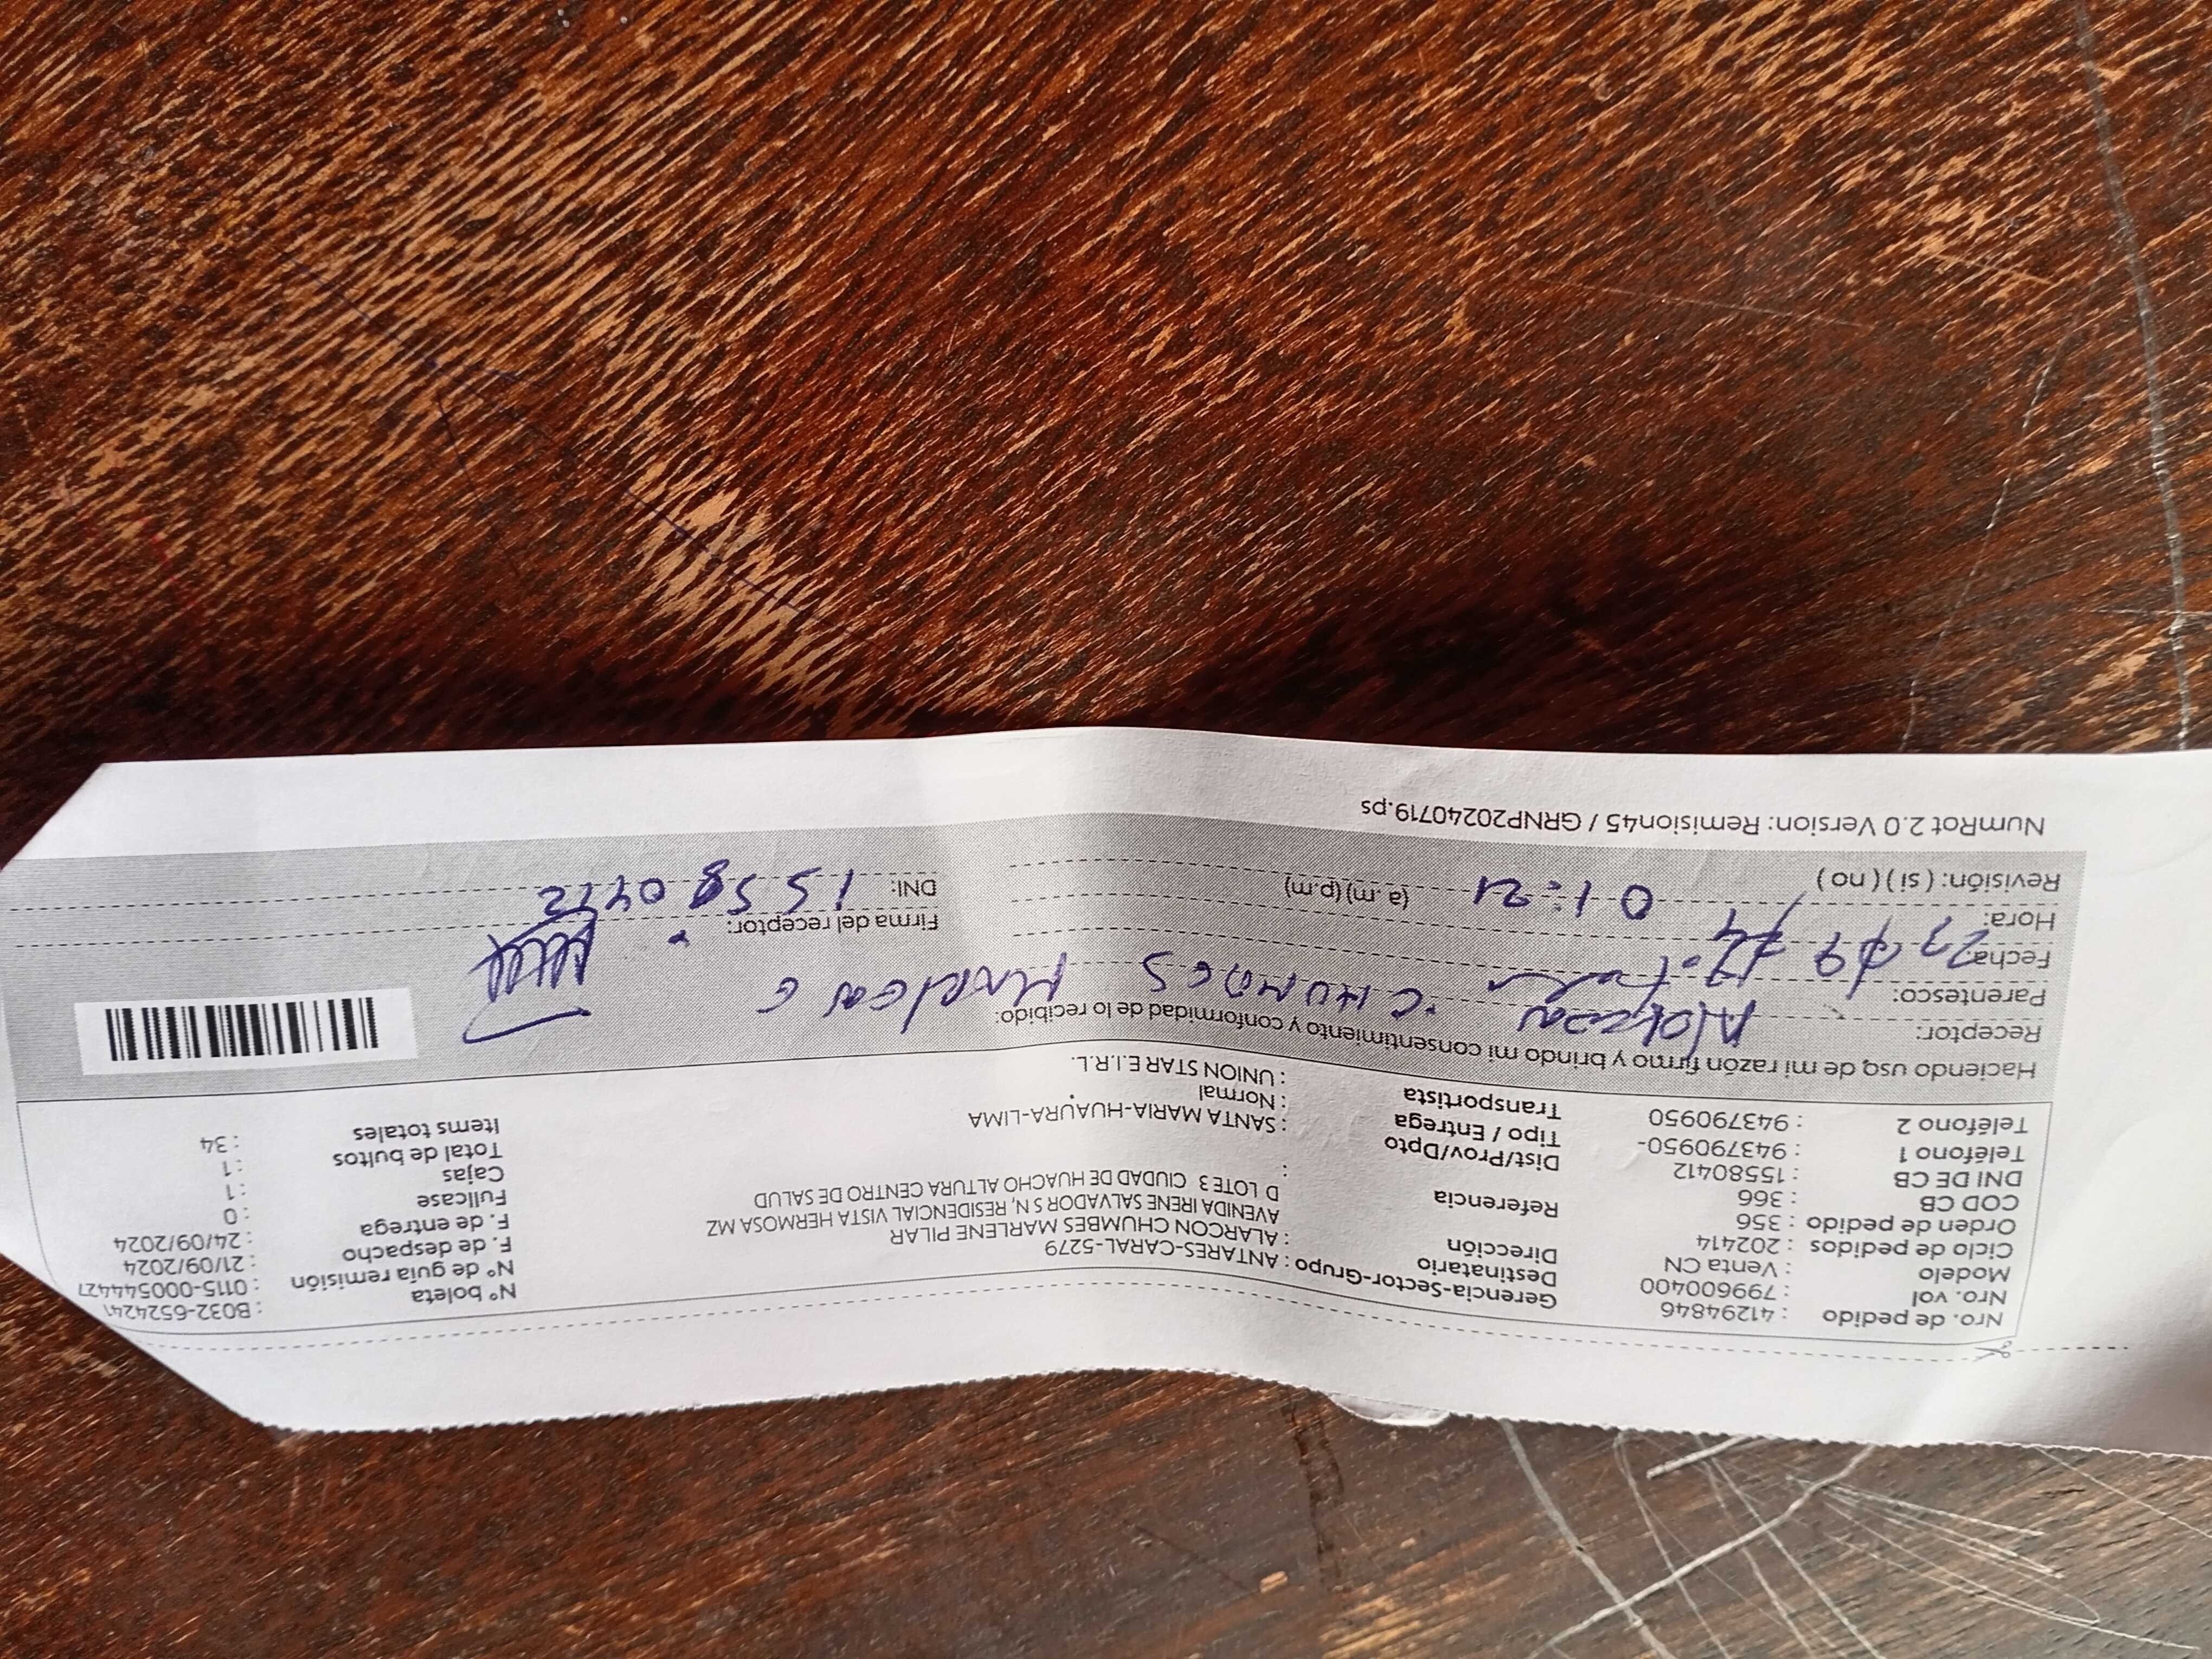 Nro. de pedido : 41294846
Nro. vol : 799600400
Modelo : Venta CN
Ciclo de pedidos : 202414
Orden de pedido : 356
COD CB : 366
DNI DE CB : 15580412
Teléfono 1 : 943790950-
Teléfono 2 : 943790950
Gerencia-Sector-Grupo : ANTARES-CARAL-5279
Destinatario : ALARCON CHUMBES MARLENE PILAR
Dirección : AVENIDA IRENE SALVADOR S N, RESIDENCIAL VISTA HERMOSA MZ
D LOTE 3 CIUDAD DE HUACHO ALTURA CENTRO DE SALUD
Referencia :
Dist/Prov/Dpto : SANTA MARIA-HUAURA-LIMA
Tipo / Entrega : Normal
Transportista : UNION STAR E.I.R.L.
N° boleta : B032-6524241
N° de guía remisión : 0115-000544427
F. de despacho : 21/09/2024
F. de entrega : 24/09/2024
Fullcase : 0
Cajas : 1
Total de bultos : 1
Items totales : 34
Haciendo uso de mi razón firmo y brindo mi consentimiento y conformidad de lo recibido:
Receptor: CHUMBES
Parentesco:
Fecha:
Hora: 01:21 (a.m) (p.m)
Revisión: ( si ) ( no )
Firma del receptor:
DNI: 15580412
NumRot 2.0 Version: Remision45 / GRNP20240719.ps